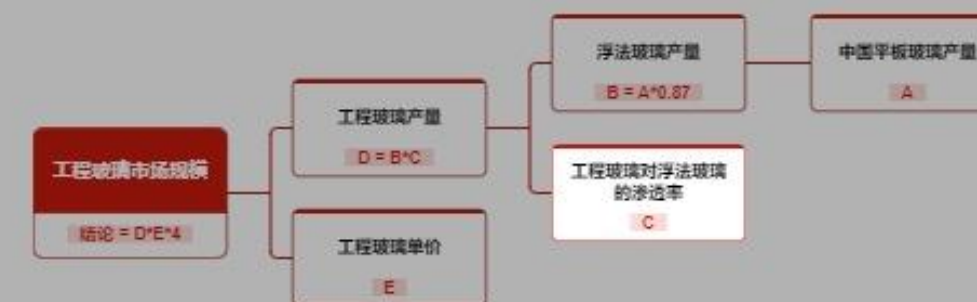 浮法玻璃产量
B = A*0.87
中国平板玻璃产量
A
工程玻璃产量
D = B*C
工程玻璃市场规模
结论 = D*E*4
工程玻璃对浮法玻璃
的渗透率
C
工程玻璃单价
E